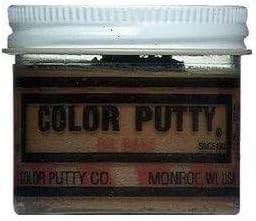 COLOR PUTTY®
OIL BASE
COLOR PUTTY CO. MONROE, WI. USA